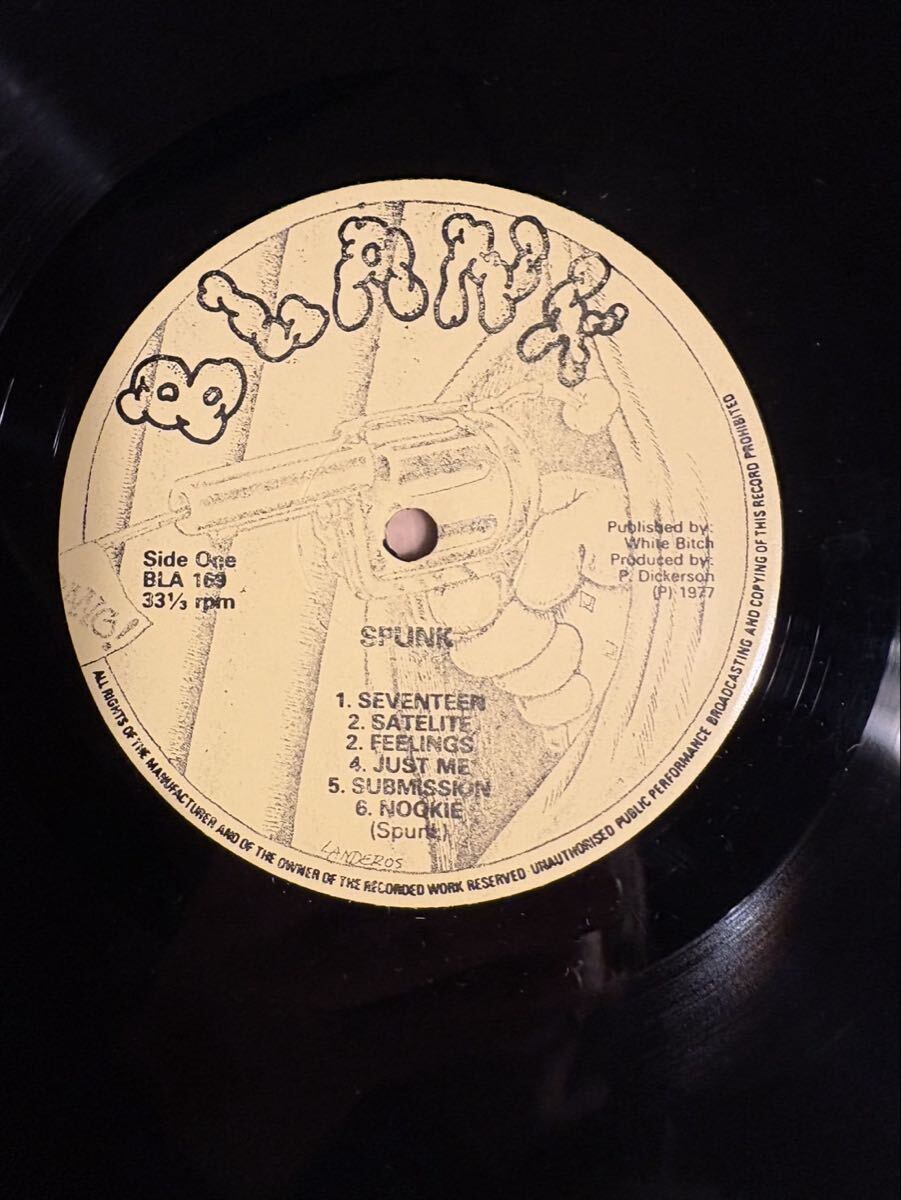 BLANK
Side One
BLA 169
33⅓ rpm
Published by:
White Bitch
Produced by:
P. Dickerson
(P) 1977
SPUNK
1. SEVENTEEN
2. SATELITE
2. FEELINGS
4. JUST ME
5. SUBMISSION
6. NOOKIE
(Spunk)
LANDEROS
ALL RIGHTS OF THE MANUFACTURER AND OF THE OWNER OF THE RECORDED WORK RESERVED UNAUTHORISED PUBLIC PERFORMANCE BROADCASTING AND COPYING OF THIS RECORD PROHIBITED